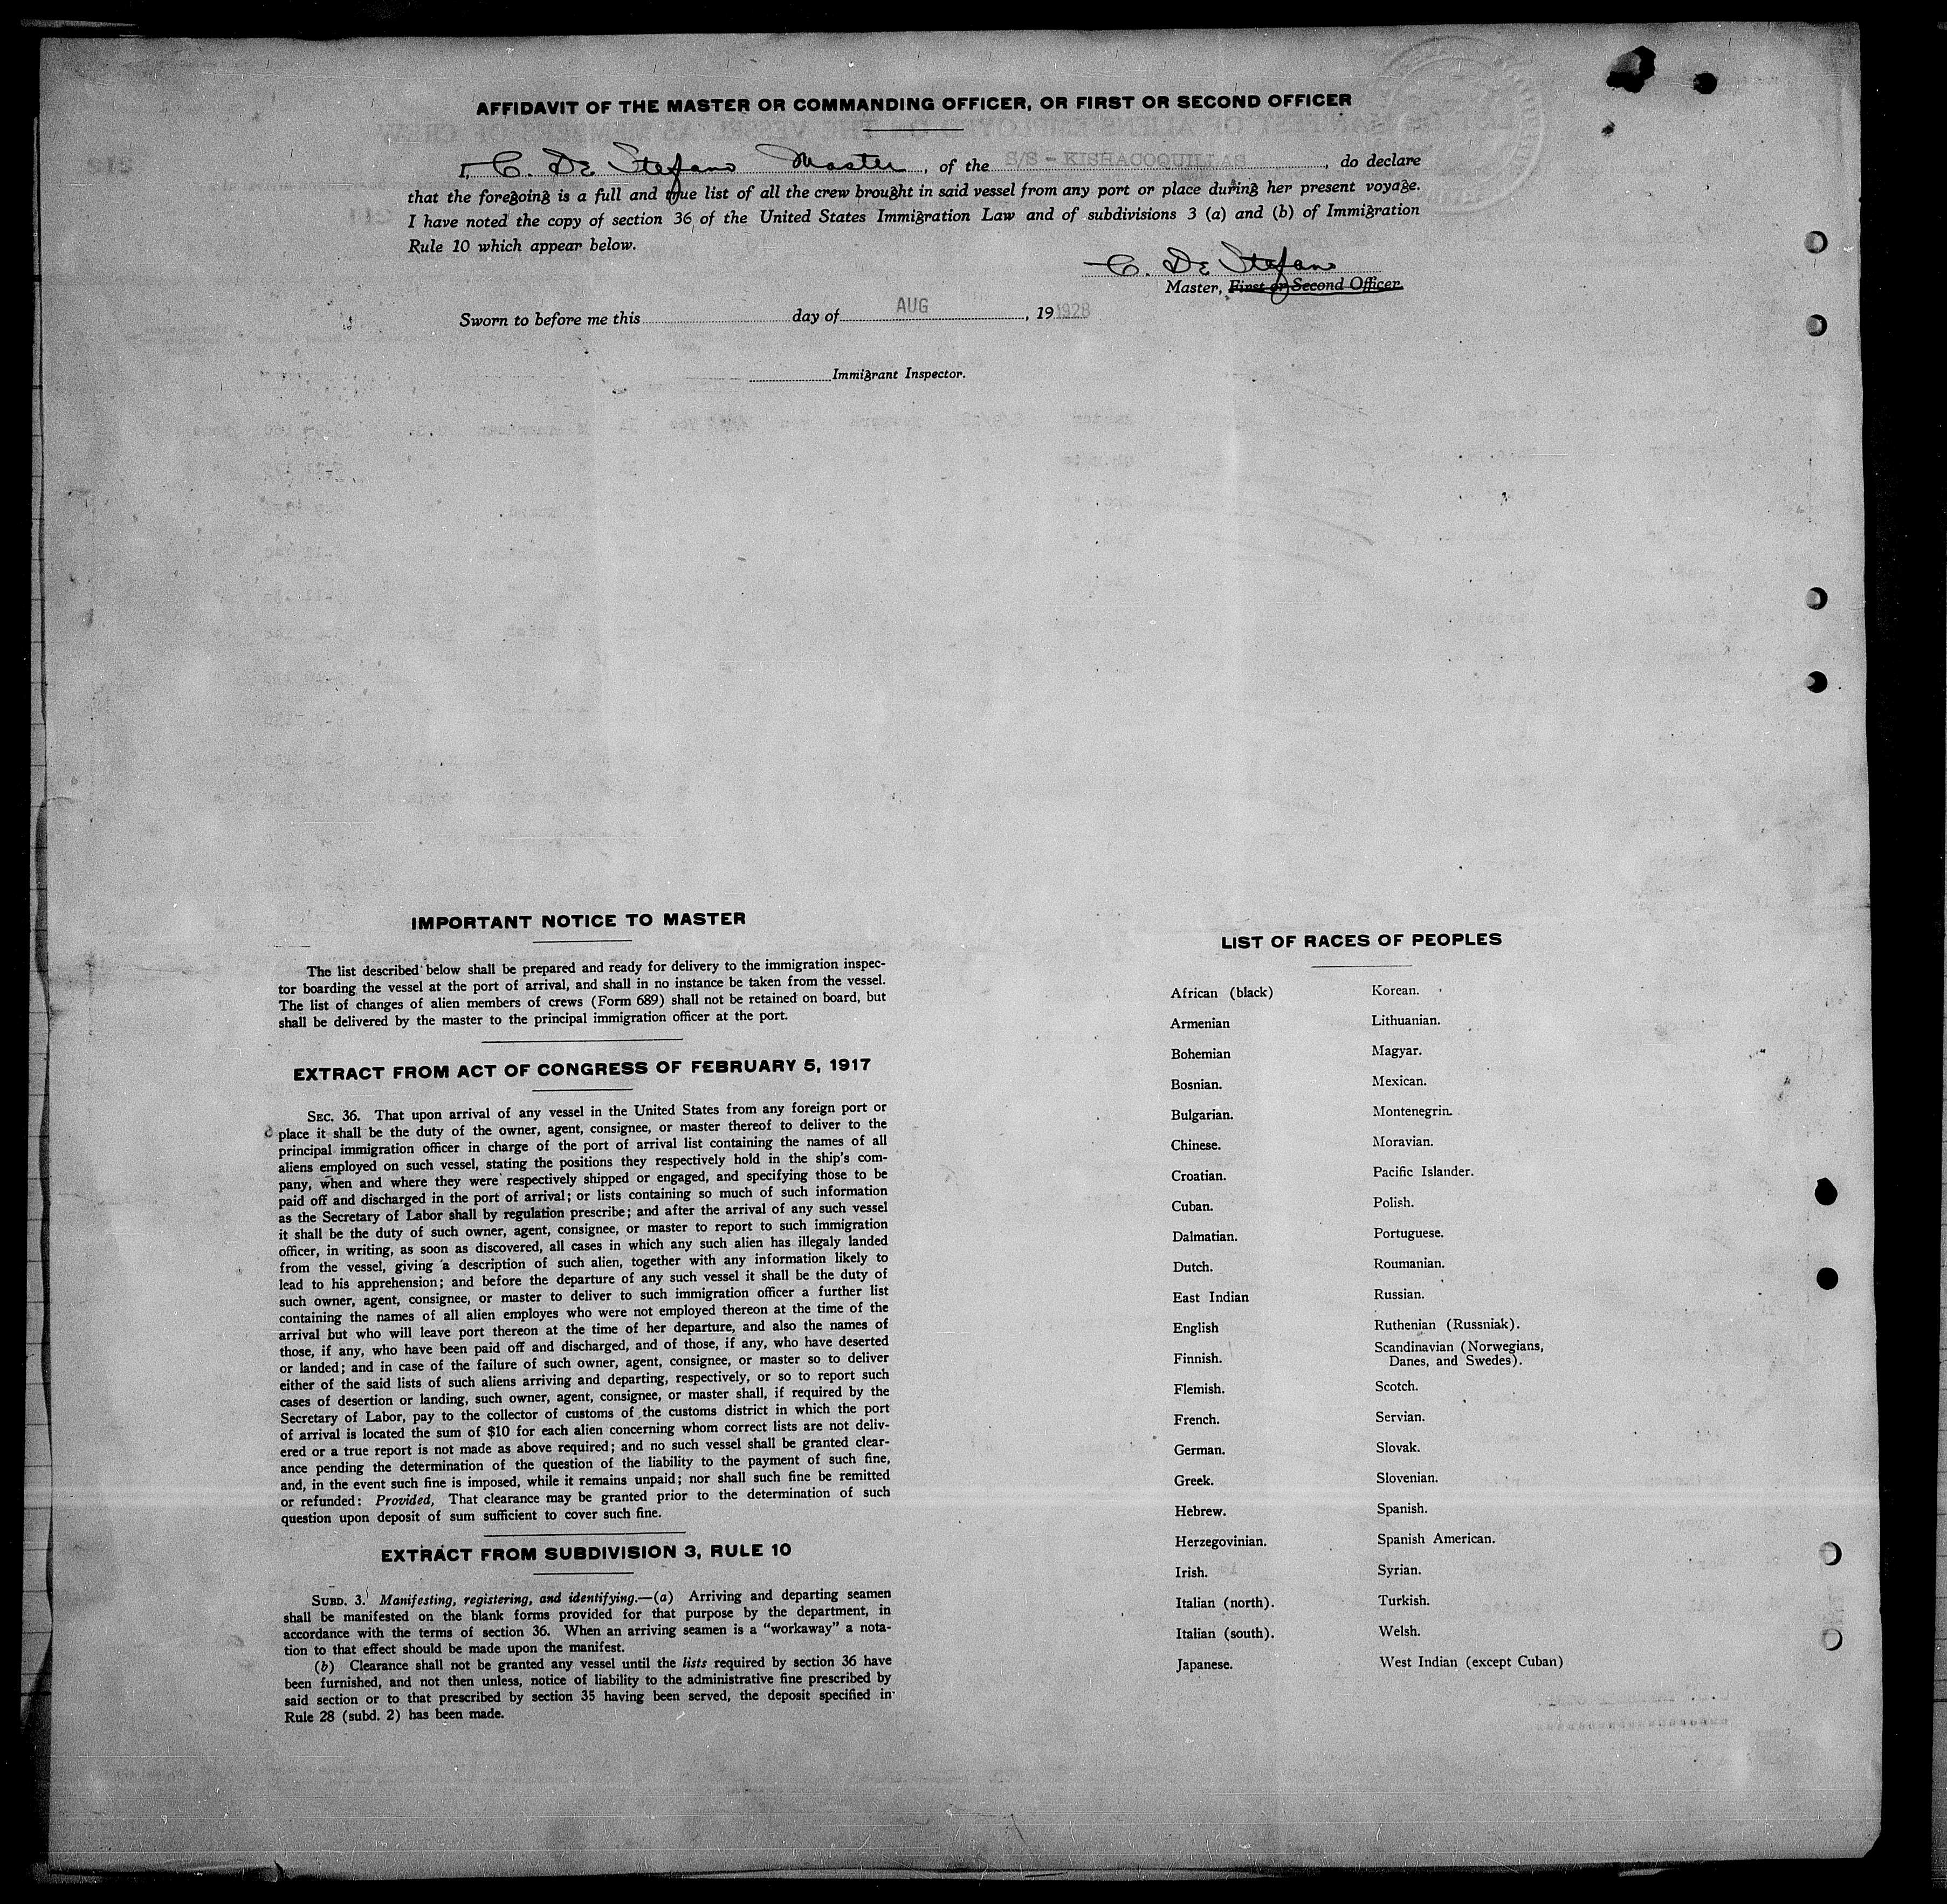 AFFIDAVIT OF THE MASTER OR COMMANDING OFFICER, OR FIRST OR SECOND OFFICER
I, C. De Stefano Master, of the S/S - KISHACOQUILLAS, do declare
that the foregoing is a full and true list of all the crew brought in said vessel from any port or place during her present voyage.
I have noted the copy of section 36 of the United States Immigration Law and of subdivisions 3 (a) and (b) of Immigration
Rule 10 which appear below.
C. De Stefano
Master, First or Second Officer.
Sworn to before me this day of AUG, 19 1928
Immigrant Inspector.
IMPORTANT NOTICE TO MASTER
The list described below shall be prepared and ready for delivery to the immigration inspec-
tor boarding the vessel at the port of arrival, and shall in no instance be taken from the vessel.
The list of changes of alien members of crews (Form 689) shall not be retained on board, but
shall be delivered by the master to the principal immigration officer at the port.
EXTRACT FROM ACT OF CONGRESS OF FEBRUARY 5, 1917
SEC. 36. That upon arrival of any vessel in the United States from any foreign port or
place it shall be the duty of the owner, agent, consignee, or master thereof to deliver to the
principal immigration officer in charge of the port of arrival list containing the names of all
aliens employed on such vessel, stating the positions they respectively hold in the ship's com-
pany, when and where they were respectively shipped or engaged, and specifying those to be
paid off and discharged in the port of arrival; or lists containing so much of such information
as the Secretary of Labor shall by regulation prescribe; and after the arrival of any such vessel
it shall be the duty of such owner, agent, consignee, or master to report to such immigration
officer, in writing, as soon as discovered, all cases in which any such alien has illegaly landed
from the vessel, giving a description of such alien, together with any information likely to
lead to his apprehension; and before the departure of any such vessel it shall be the duty of
such owner, agent, consignee, or master to deliver to such immigration officer a further list
containing the names of all alien employes who were not employed thereon at the time of the
arrival but who will leave port thereon at the time of her departure, and also the names of
those, if any, who have been paid off and discharged, and of those, if any, who have deserted
or landed; and in case of the failure of such owner, agent, consignee, or master so to deliver
either of the said lists of such aliens arriving and departing, respectively, or so to report such
cases of desertion or landing, such owner, agent, consignee, or master shall, if required by the
Secretary of Labor, pay to the collector of customs of the customs district in which the port
of arrival is located the sum of $10 for each alien concerning whom correct lists are not deliv-
ered or a true report is not made as above required; and no such vessel shall be granted clear-
ance pending the determination of the question of the liability to the payment of such fine,
and, in the event such fine is imposed, while it remains unpaid; nor shall such fine be remitted
or refunded: Provided, That clearance may be granted prior to the determination of such
question upon deposit of sum sufficient to cover such fine.
EXTRACT FROM SUBDIVISION 3, RULE 10
SUBD. 3. Manifesting, registering, and identifying.—(a) Arriving and departing seamen
shall be manifested on the blank forms provided for that purpose by the department, in
accordance with the terms of section 36. When an arriving seamen is a "workaway" a nota-
tion to that effect should be made upon the manifest.
(b) Clearance shall not be granted any vessel until the lists required by section 36 have
been furnished, and not then unless, notice of liability to the administrative fine prescribed by
said section or to that prescribed by section 35 having been served, the deposit specified in
Rule 28 (subd. 2) has been made.
LIST OF RACES OF PEOPLES
African (black)
Armenian
Bohemian
Bosnian.
Bulgarian.
Chinese.
Croatian.
Cuban.
Dalmatian.
Dutch.
East Indian
English
Finnish.
Flemish.
French.
German.
Greek.
Hebrew.
Herzegovinian.
Irish.
Italian (north).
Italian (south).
Japanese.
Korean.
Lithuanian.
Magyar.
Mexican.
Montenegrin.
Moravian.
Pacific Islander.
Polish.
Portuguese.
Roumanian.
Russian.
Ruthenian (Russniak).
Scandinavian (Norwegians,
Danes, and Swedes).
Scotch.
Servian.
Slovak.
Slovenian.
Spanish.
Spanish American.
Syrian.
Turkish.
Welsh.
West Indian (except Cuban)